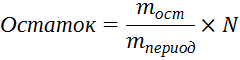 Остаток = m_ост / m_период × N